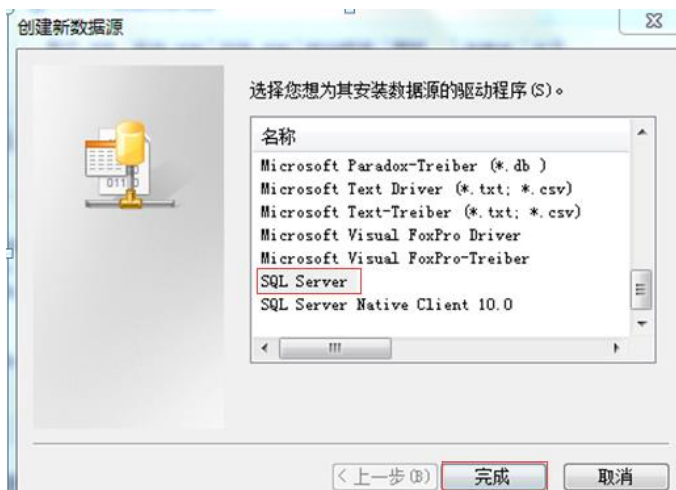 创建新数据源
选择您想为其安装数据源的驱动程序(S)。
名称
Microsoft Paradox-Treiber (*.db )
Microsoft Text Driver (*.txt; *.csv)
Microsoft Text-Treiber (*.txt; *.csv)
Microsoft Visual FoxPro Driver
Microsoft Visual FoxPro-Treiber
SQL Server
SQL Server Native Client 10.0
<上一步(B) 完成 取消